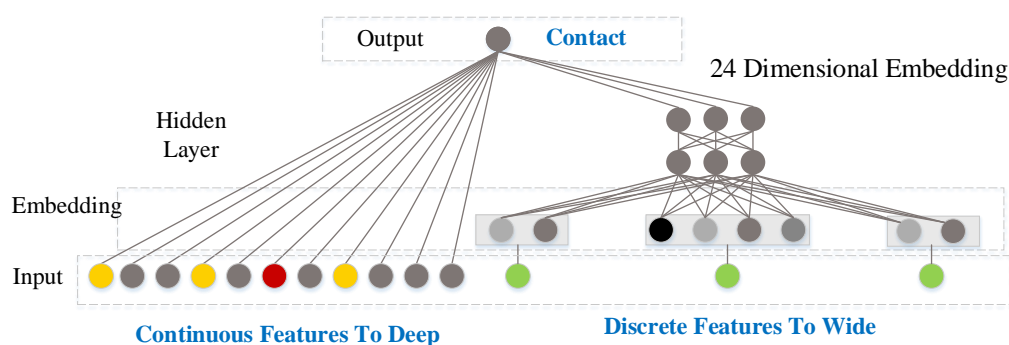 Output
Contact
24 Dimensional Embedding
Hidden
Layer
Embedding
Input
Continuous Features To Deep
Discrete Features To Wide